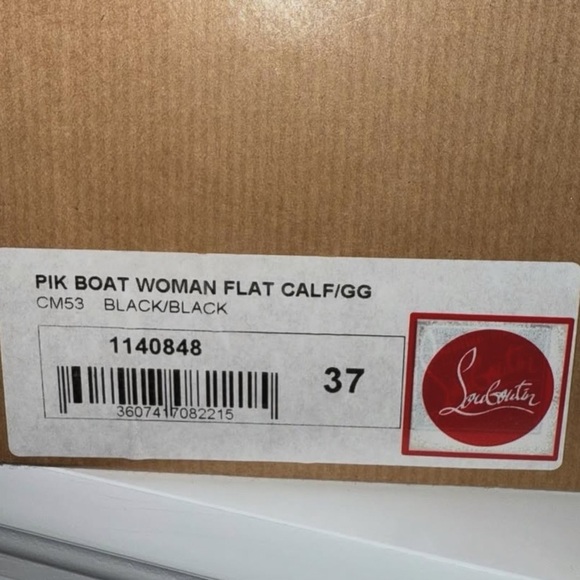 PIK BOAT WOMAN FLAT CALF/GG
CM53 BLACK/BLACK
1140848
37
3607417082215
Louboutin